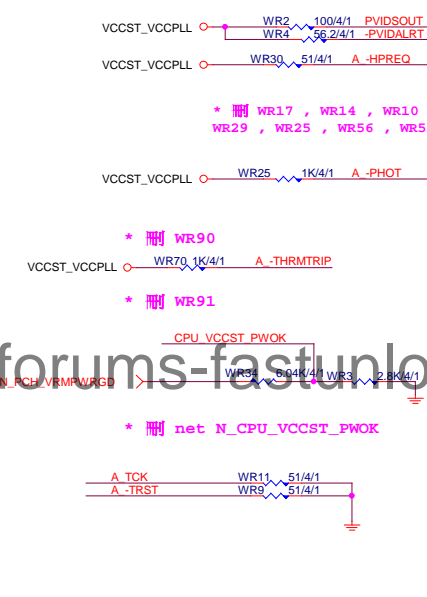 VCCST_VCCPLL WR2 100/4/1 PVIDSOUT
WR4 56.2/4/1 -PVIDALRT
VCCST_VCCPLL WR30 51/4/1 A_-HPREQ
* 刪 WR17 , WR14 , WR10
WR29 , WR25 , WR56 , WR5
VCCST_VCCPLL WR25 1K/4/1 A_-PHOT
* 刪 WR90
VCCST_VCCPLL WR70 1K/4/1 A_-THRMTRIP
* 刪 WR91
CPU_VCCST_PWOK
forums-fastunlo
N_PCH_VRMPWRGD WR34 6.04K/4/1 WR3 2.8K/4/1
* 刪 net N_CPU_VCCST_PWOK
A_TCK WR11 51/4/1
A_-TRST WR9 51/4/1